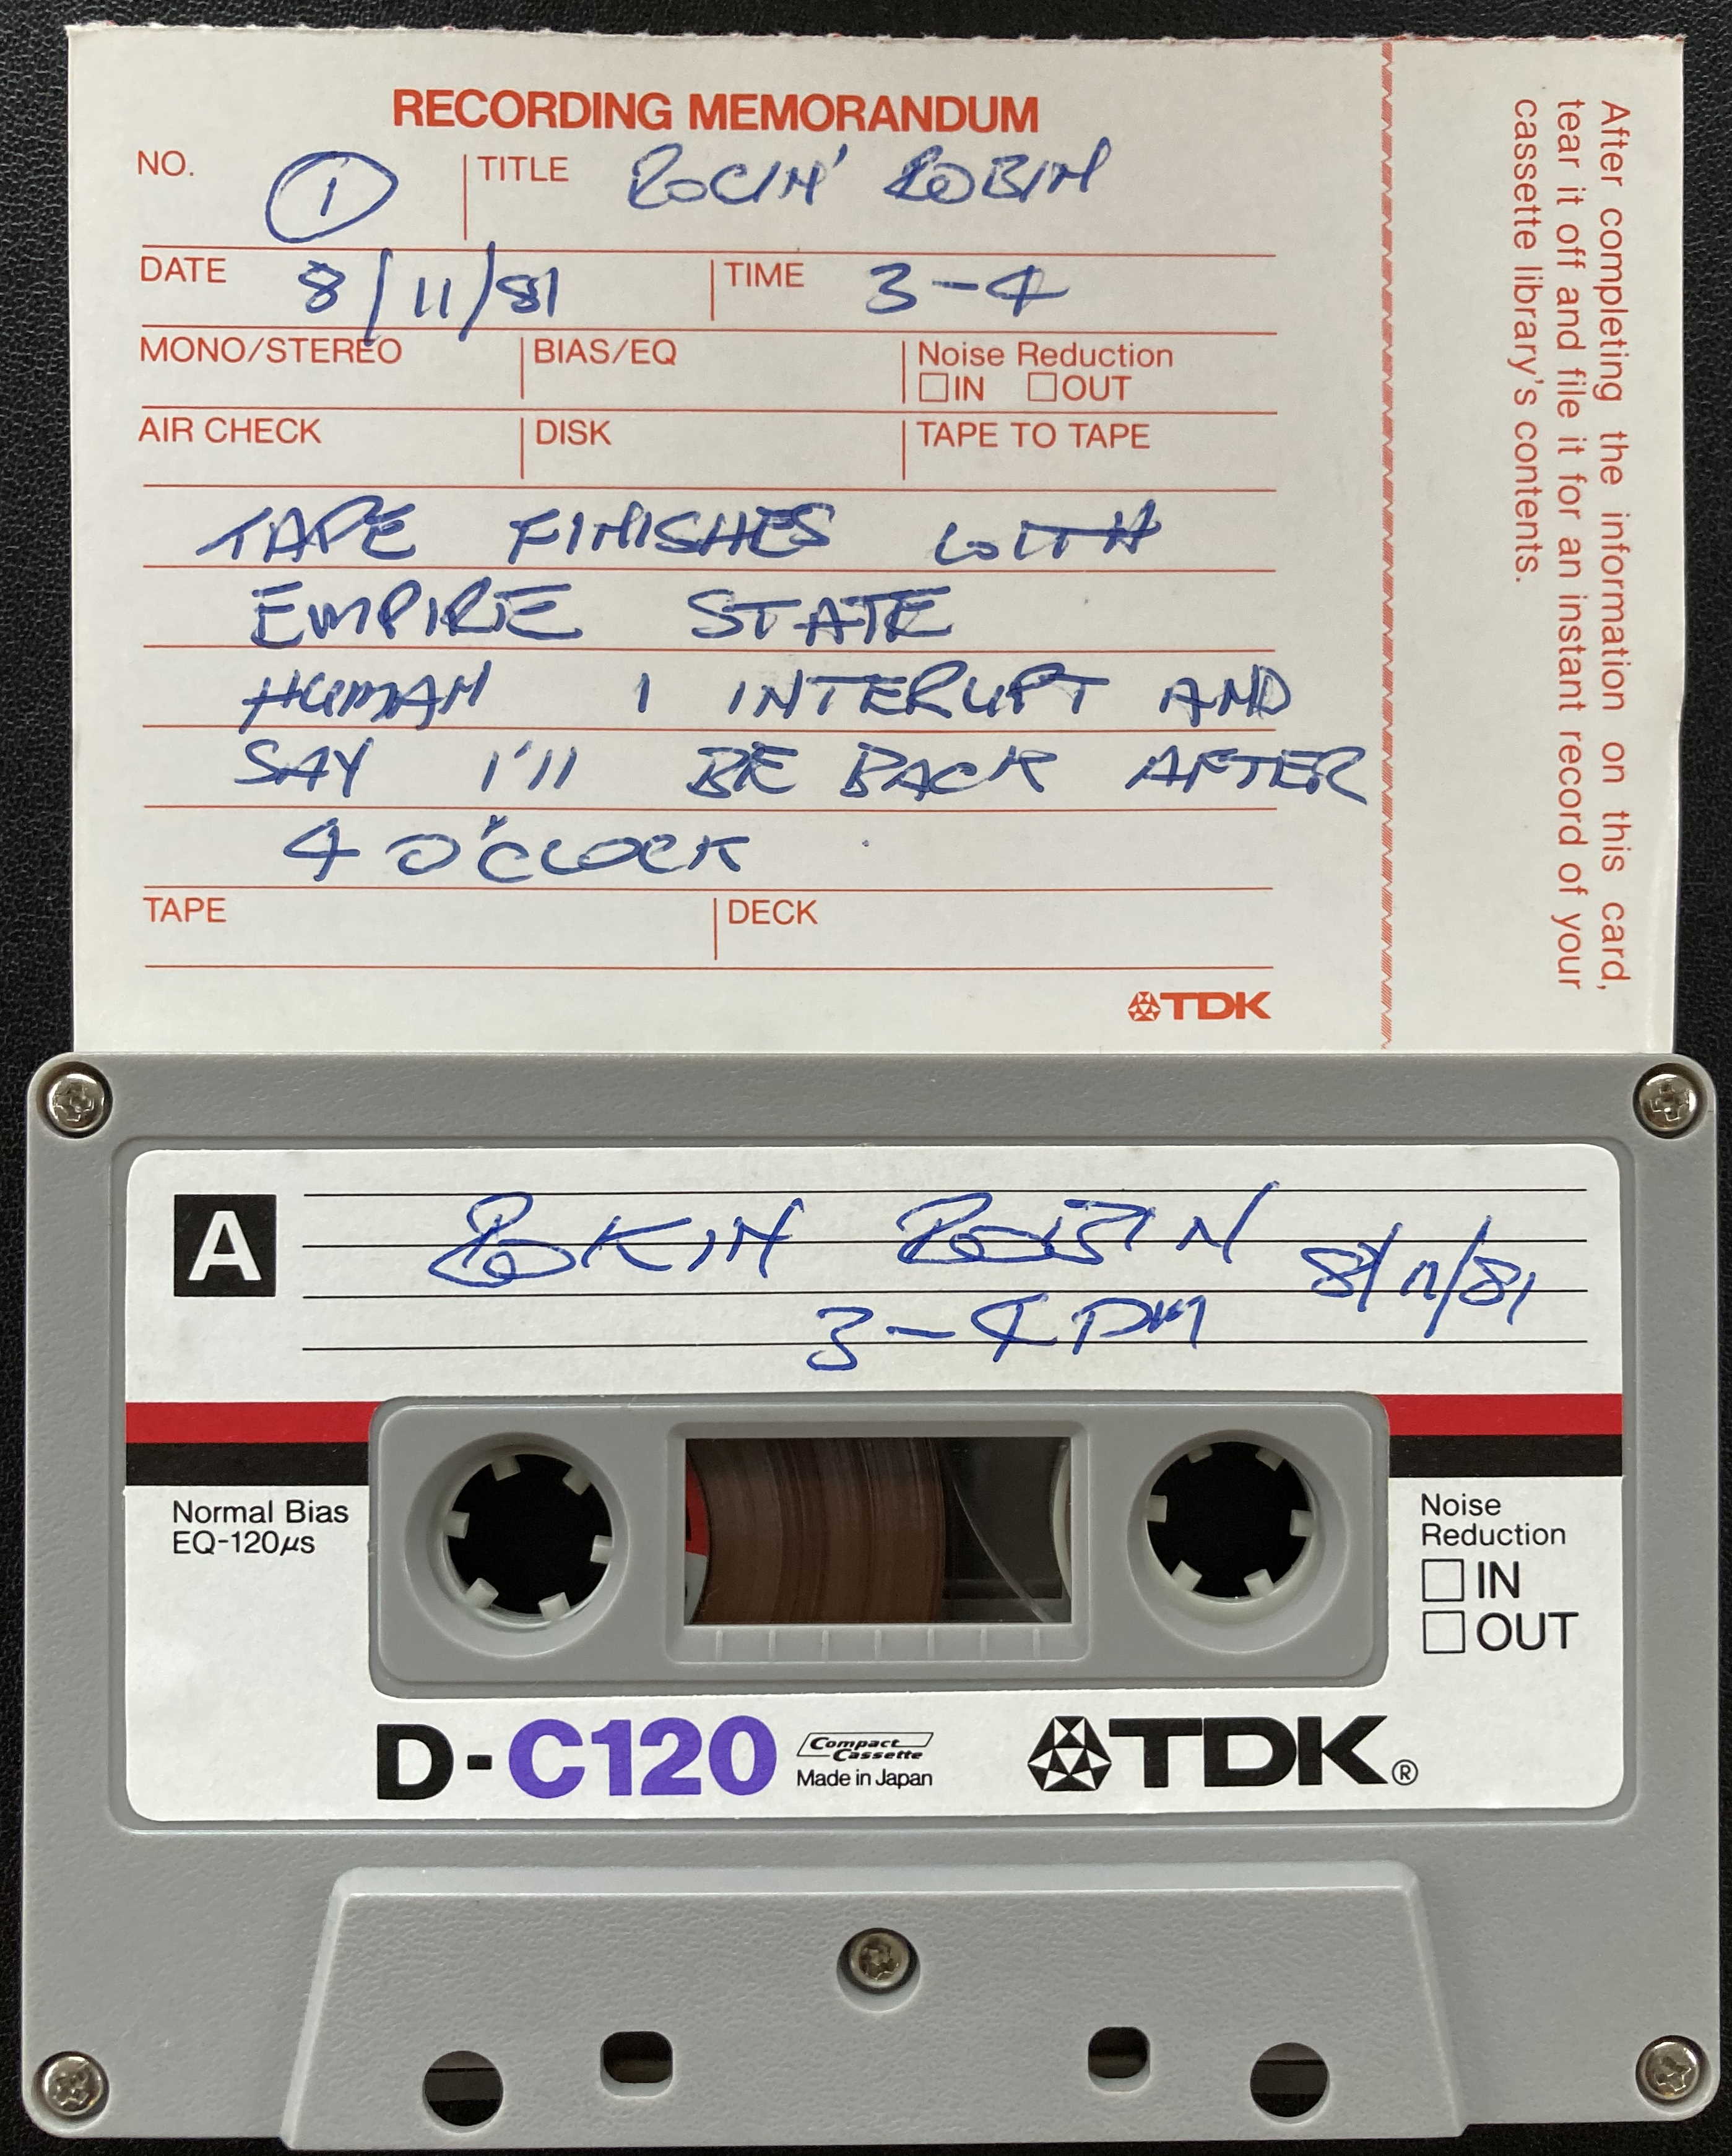 RECORDING MEMORANDUM
NO. 1 TITLE ROCIN' ROBIN
DATE 8/11/81 TIME 3-4
MONO/STEREO BIAS/EQ Noise Reduction
☐IN ☐OUT
AIR CHECK DISK TAPE TO TAPE
TAPE FINISHES WITH
EMPIRE STATE
HUMAN I INTERUPT AND
SAY I'll BE BACK AFTER
4 O'CLOCK
TAPE DECK
TDK
After completing the information on this card,
tear it off and file it for an instant record of your
cassette library's contents.
A ROKIN ROBIN 8/11/81
3-4PM
Normal Bias
EQ-120μs
Noise
Reduction
☐ IN
☐ OUT
D-C120 Compact Cassette TDK®
Made in Japan